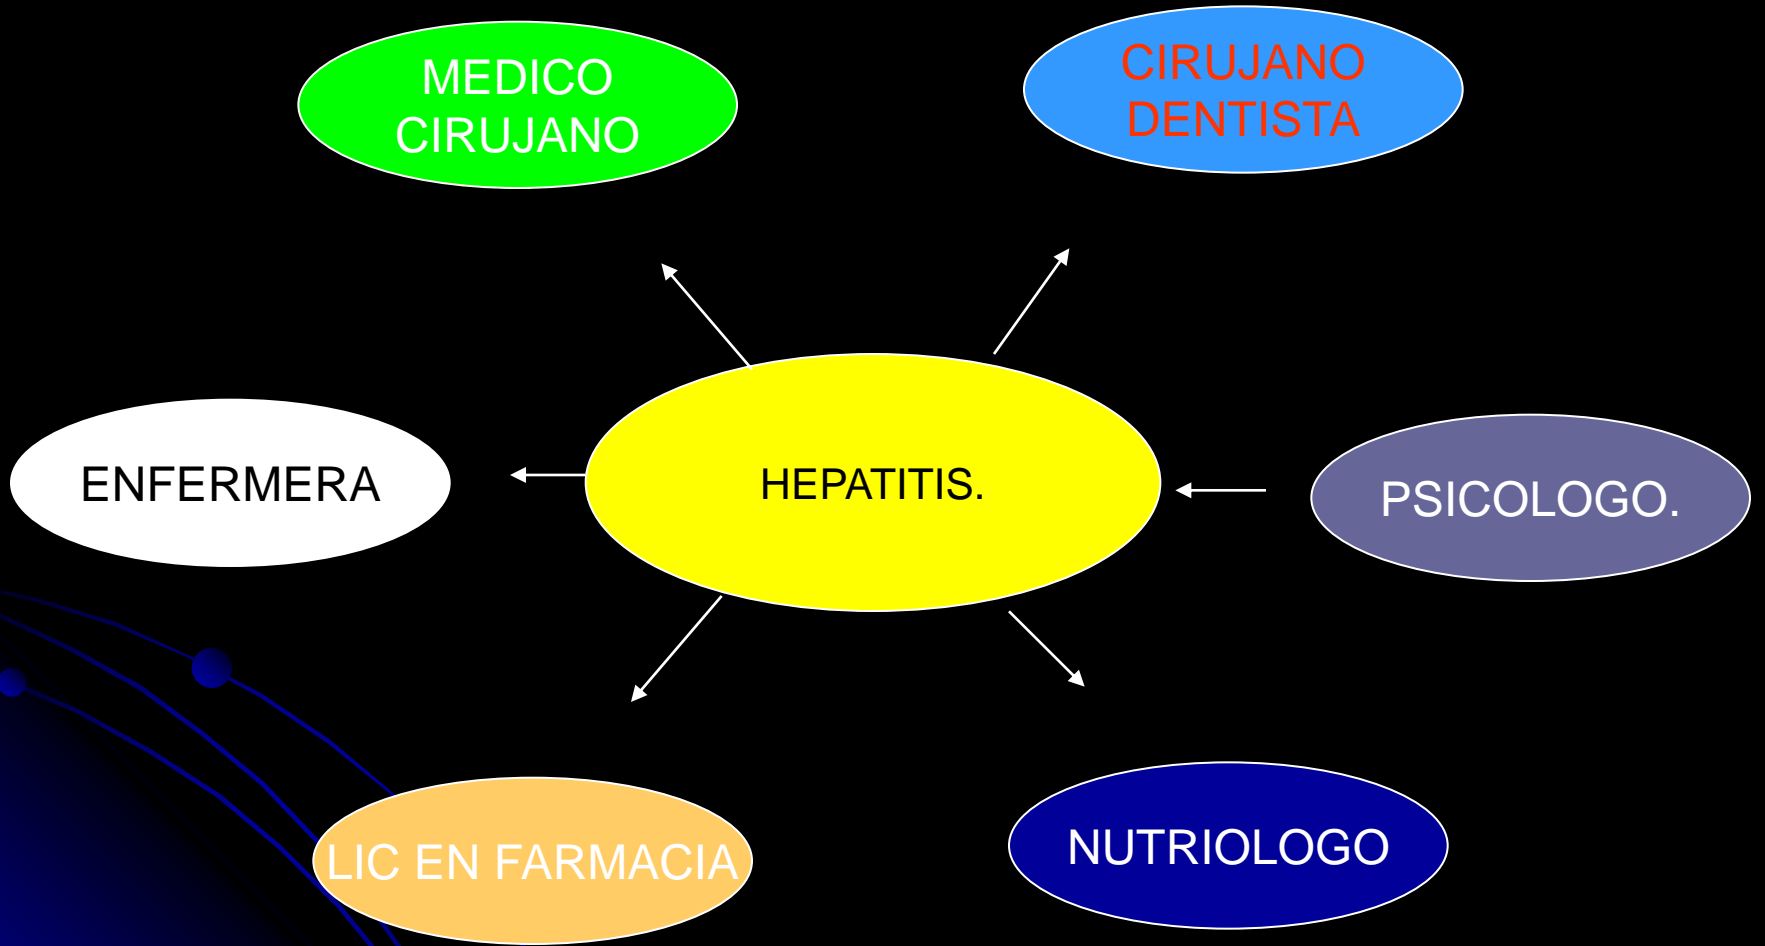 MEDICO
CIRUJANO
CIRUJANO
DENTISTA
ENFERMERA
HEPATITIS.
PSICOLOGO.
LIC EN FARMACIA
NUTRIOLOGO